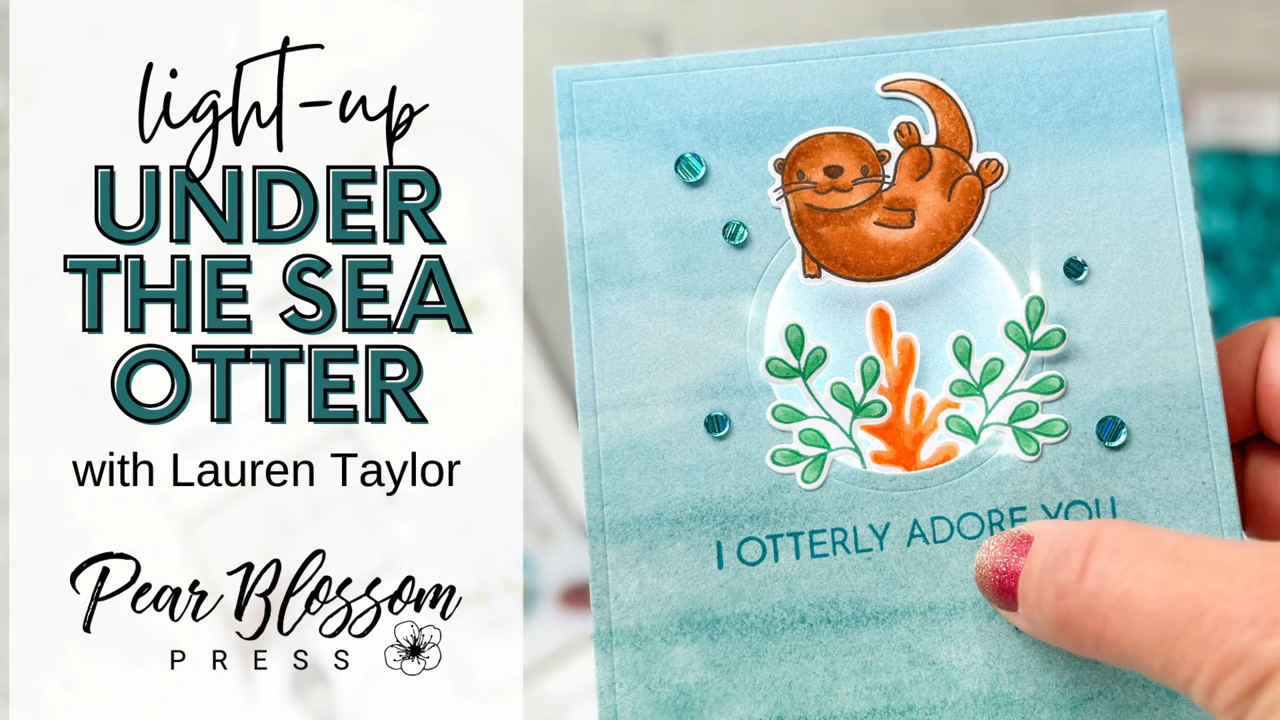 light-up
UNDER
THE SEA
OTTER
with Lauren Taylor
Pear Blossom
PRESS
I OTTERLY ADORE YOU